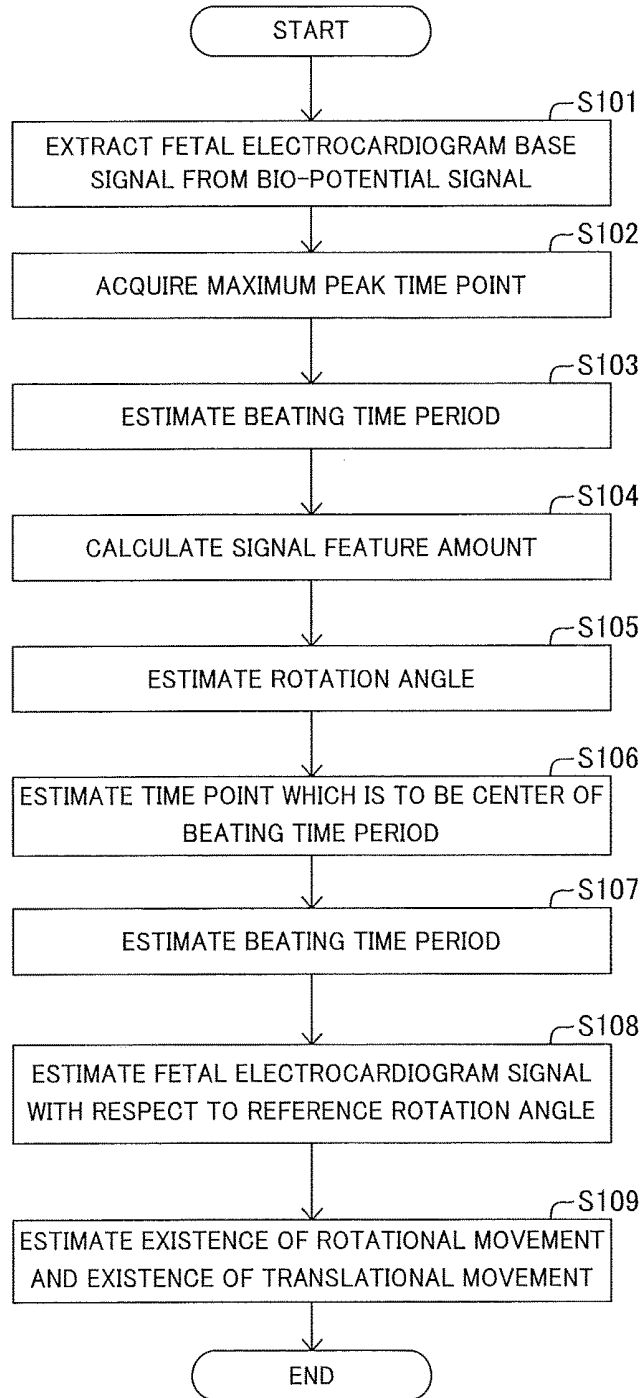 START
S101
EXTRACT FETAL ELECTROCARDIOGRAM BASE
SIGNAL FROM BIO-POTENTIAL SIGNAL
S102
ACQUIRE MAXIMUM PEAK TIME POINT
S103
ESTIMATE BEATING TIME PERIOD
S104
CALCULATE SIGNAL FEATURE AMOUNT
S105
ESTIMATE ROTATION ANGLE
S106
ESTIMATE TIME POINT WHICH IS TO BE CENTER OF
BEATING TIME PERIOD
S107
ESTIMATE BEATING TIME PERIOD
S108
ESTIMATE FETAL ELECTROCARDIOGRAM SIGNAL
WITH RESPECT TO REFERENCE ROTATION ANGLE
S109
ESTIMATE EXISTENCE OF ROTATIONAL MOVEMENT
AND EXISTENCE OF TRANSLATIONAL MOVEMENT
END